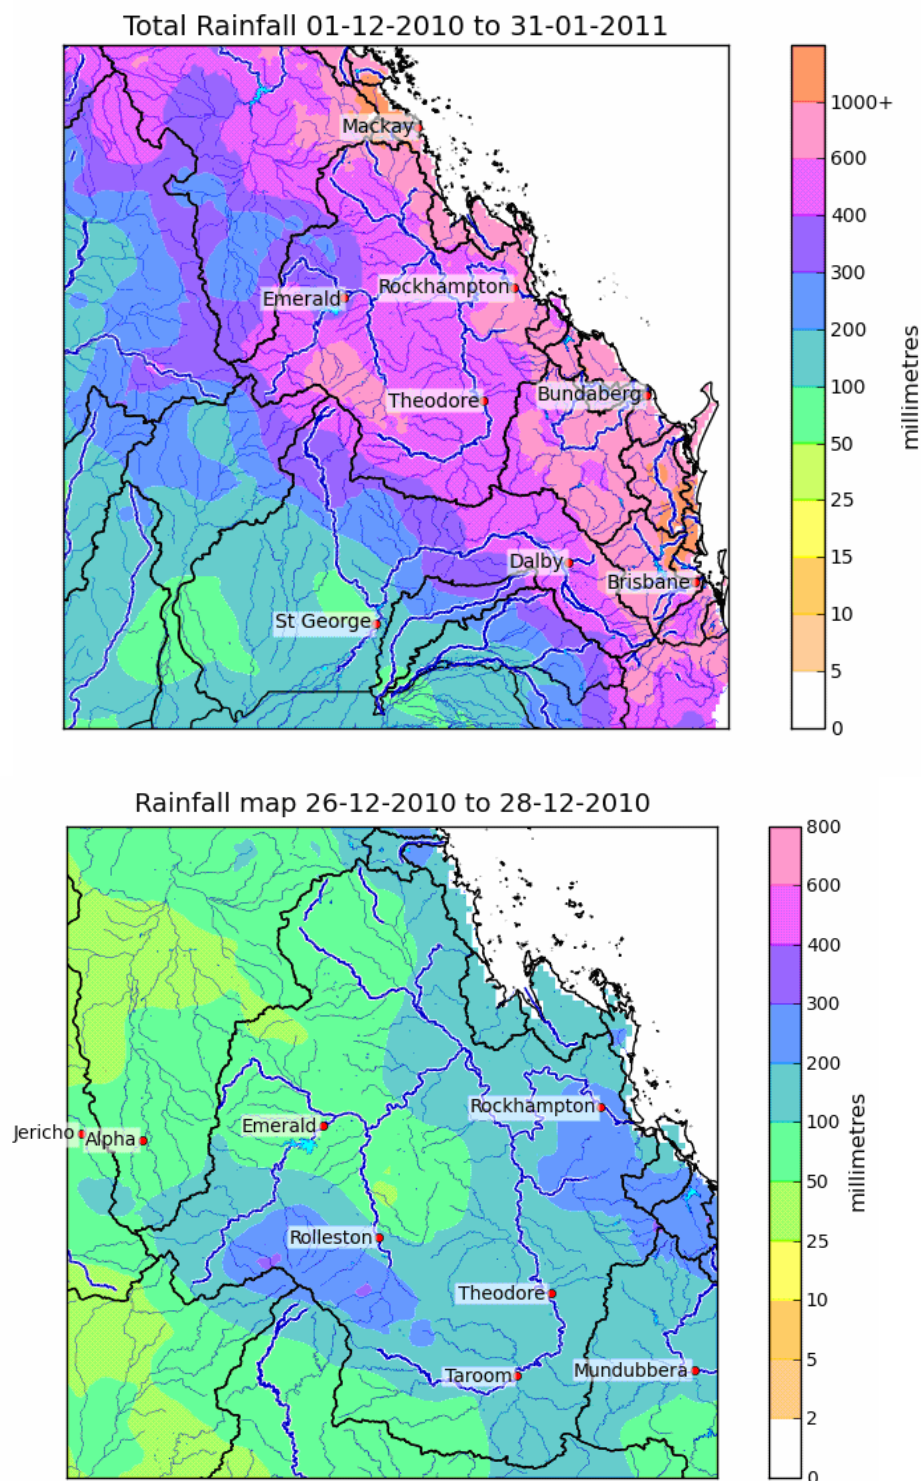 Total Rainfall 01-12-2010 to 31-01-2011
Mackay
Emerald
Rockhampton
Theodore
Bundaberg
Dalby
Brisbane
St George
1000+
600
400
300
200
100
50
25
15
10
5
0
millimetres
Rainfall map 26-12-2010 to 28-12-2010
Rockhampton
Jericho
Alpha
Emerald
Rolleston
Theodore
Taroom
Mundubbera
800
600
400
300
200
100
50
25
10
5
2
0
millimetres